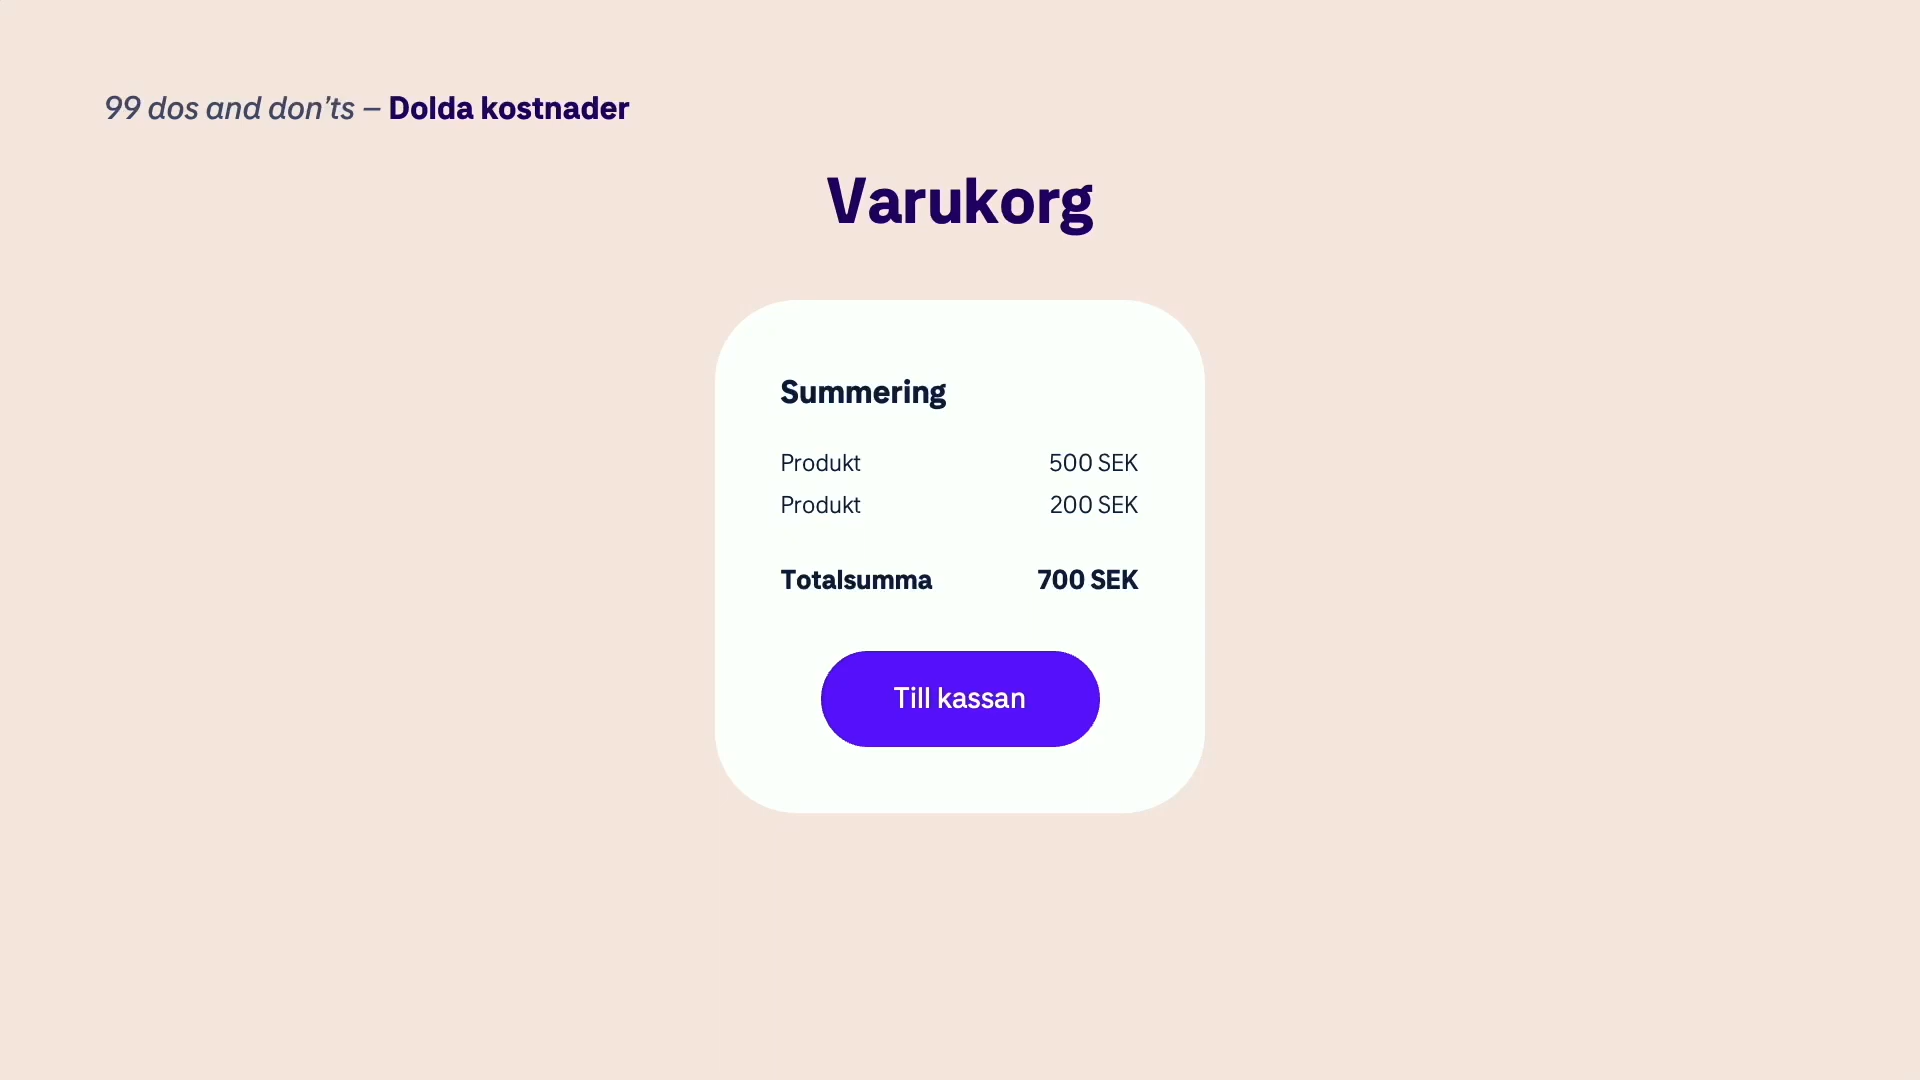 99 dos and don’ts – Dolda kostnader
Varukorg
Summering
Produkt 500 SEK
Produkt 200 SEK
Totalsumma 700 SEK
Till kassan